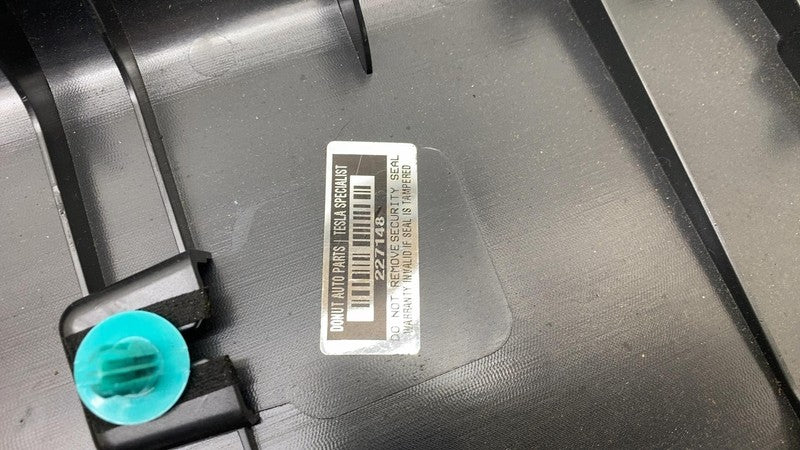 DONUT AUTO PARTS | TESLA SPECIALIST
227148
DO NOT REMOVE SECURITY SEAL
WARRANTY INVALID IF SEAL IS TAMPERED